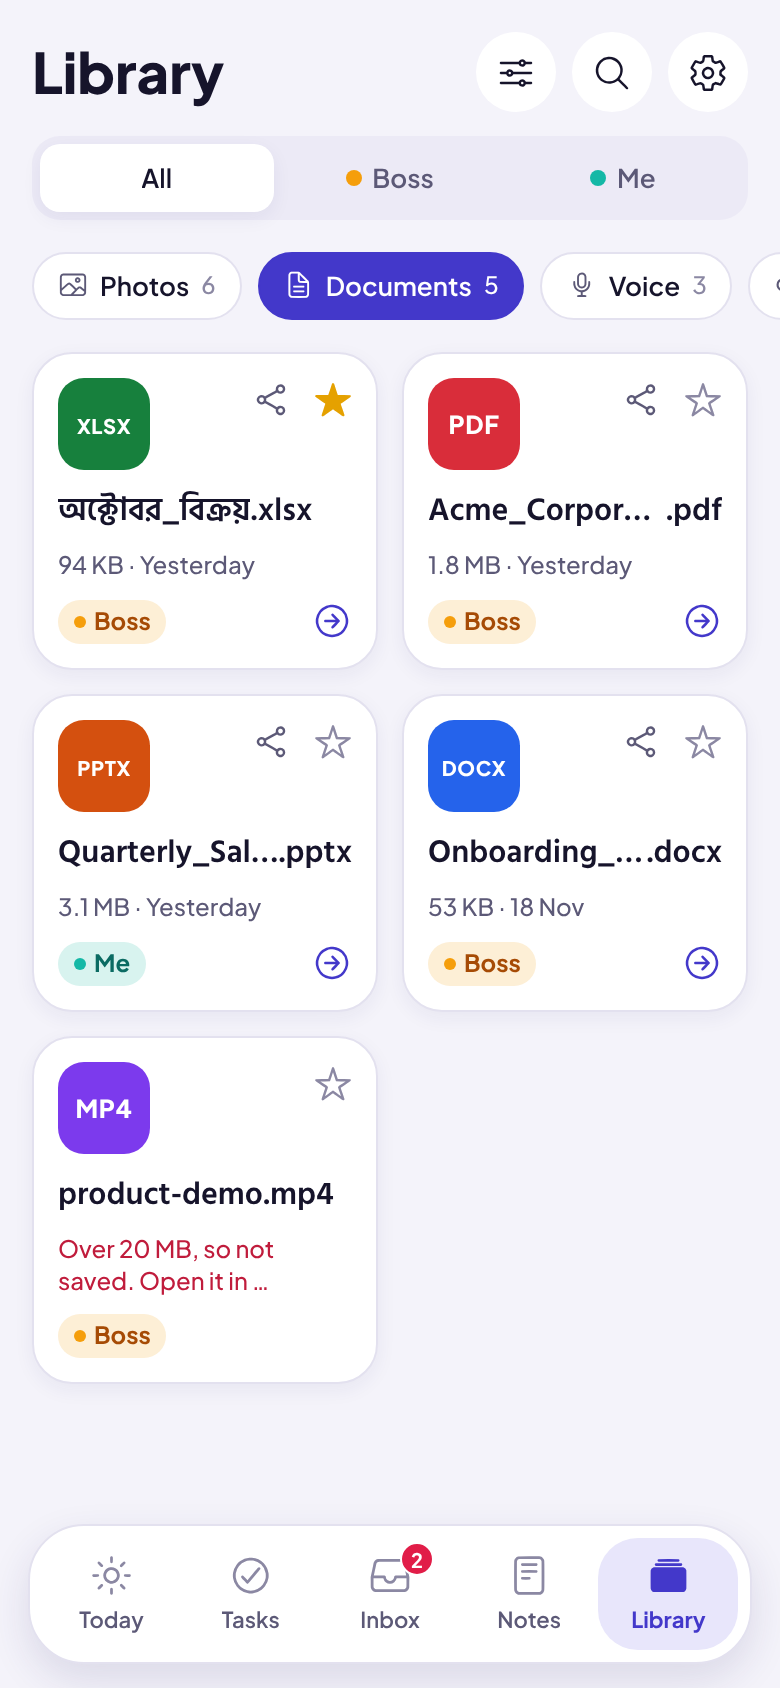 Library
All
Boss
Me
Photos 6
Documents 5
Voice 3
XLSX
অক্টোবর_বিক্রয়.xlsx
94 KB · Yesterday
Boss
PDF
Acme_Corpor… .pdf
1.8 MB · Yesterday
Boss
PPTX
Quarterly_Sal….pptx
3.1 MB · Yesterday
Me
DOCX
Onboarding_….docx
53 KB · 18 Nov
Boss
MP4
product-demo.mp4
Over 20 MB, so not
saved. Open it in …
Boss
2
Today
Tasks
Inbox
Notes
Library